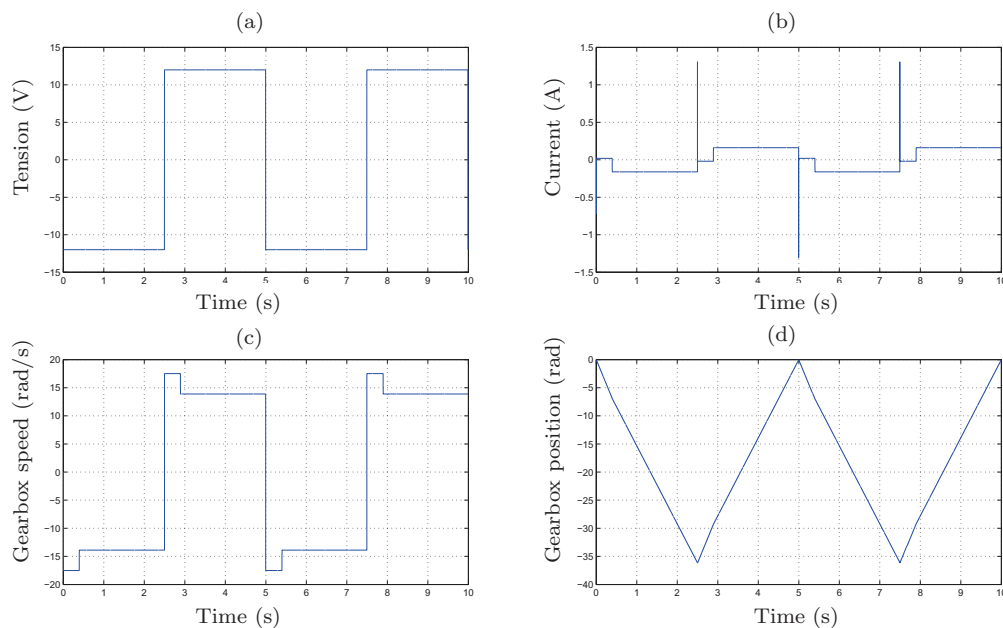 (a)
15
10
5
0
−5
−10
−15
0 1 2 3 4 5 6 7 8 9 10
Tension (V)
Time (s)
(b)
1.5
1
0.5
0
−0.5
−1
−1.5
0 1 2 3 4 5 6 7 8 9 10
Current (A)
Time (s)
(c)
20
15
10
5
0
−5
−10
−15
−20
0 1 2 3 4 5 6 7 8 9 10
Gearbox speed (rad/s)
Time (s)
(d)
0
−5
−10
−15
−20
−25
−30
−35
−40
0 1 2 3 4 5 6 7 8 9 10
Gearbox position (rad)
Time (s)